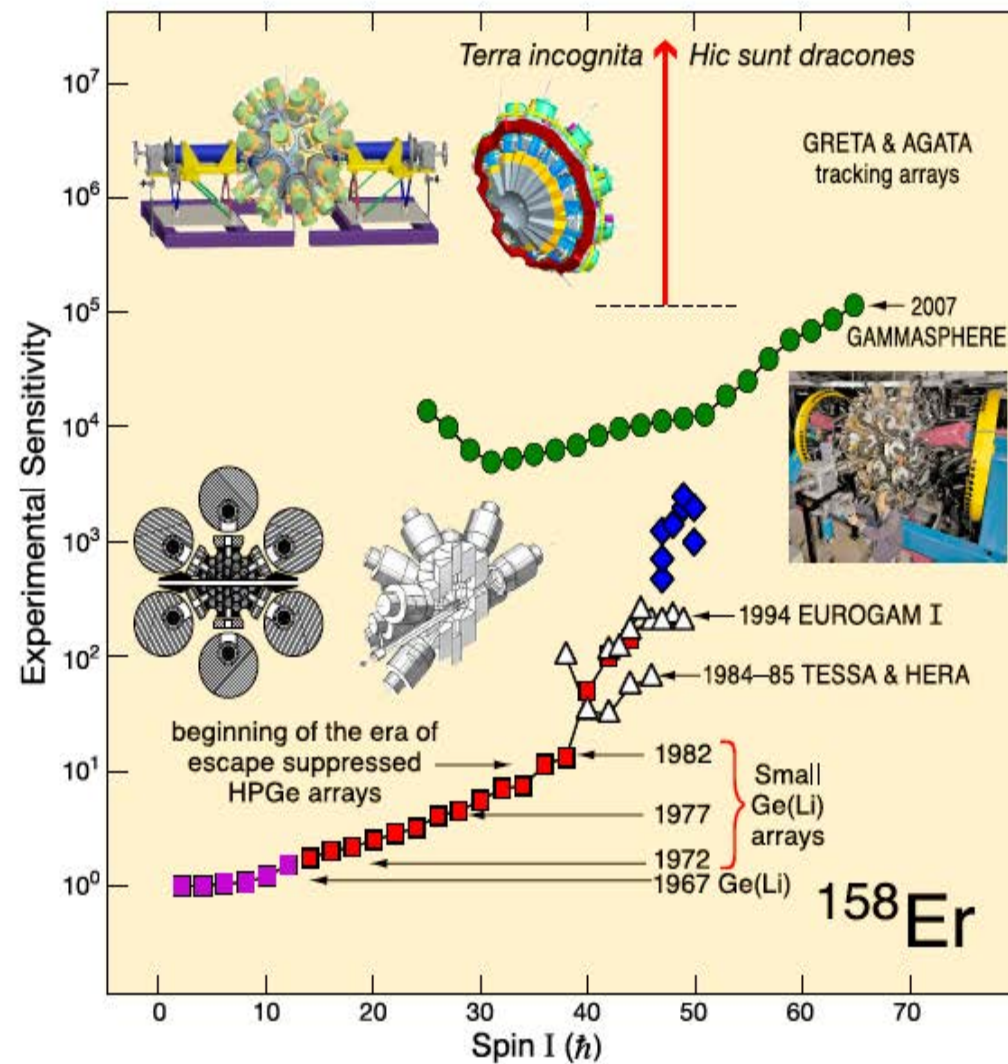 Terra incognita Hic sunt dracones
GRETA & AGATA
tracking arrays
2007
GAMMASPHERE
1994 EUROGAM I
1984–85 TESSA & HERA
beginning of the era of
escape suppressed
HPGe arrays
1982
1977
1972
1967 Ge(Li)
Small
Ge(Li)
arrays
¹⁵⁸Er
Experimental Sensitivity
10⁷
10⁶
10⁵
10⁴
10³
10²
10¹
10⁰
0 10 20 30 40 50 60 70
Spin I (ℏ)